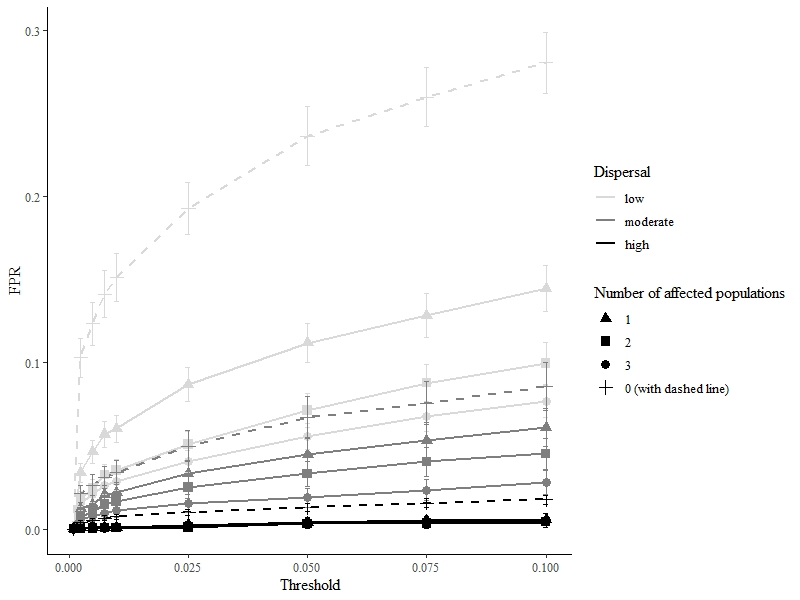 FPR
0.3
0.2
0.1
0.0
0.000 0.025 0.050 0.075 0.100
Threshold
Dispersal
low
moderate
high
Number of affected populations
1
2
3
0 (with dashed line)